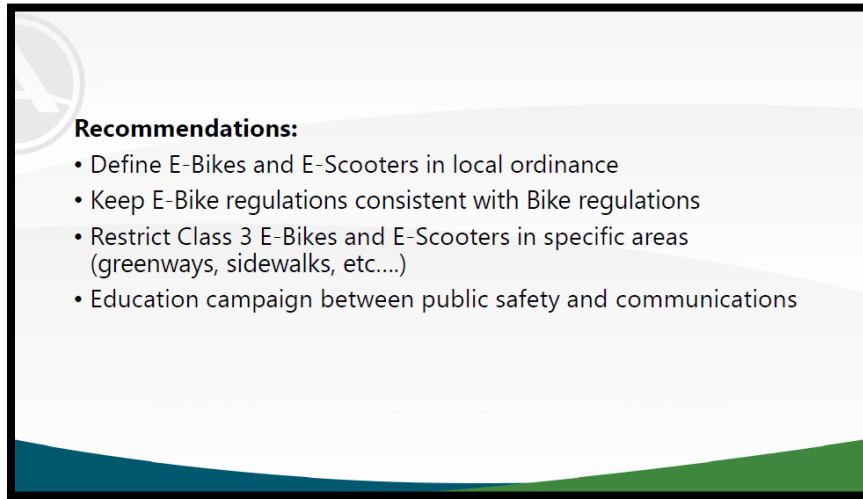 Recommendations:
• Define E-Bikes and E-Scooters in local ordinance
• Keep E-Bike regulations consistent with Bike regulations
• Restrict Class 3 E-Bikes and E-Scooters in specific areas
(greenways, sidewalks, etc....)
• Education campaign between public safety and communications